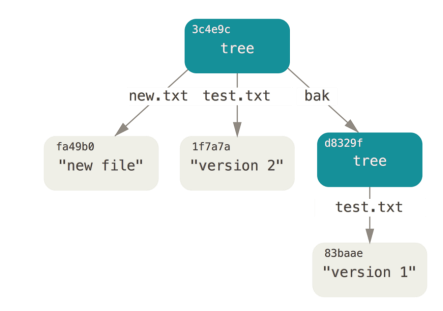 3c4e9c
tree
new.txt test.txt bak
fa49b0
"new file"
1f7a7a
"version 2"
d8329f
tree
test.txt
83baae
"version 1"